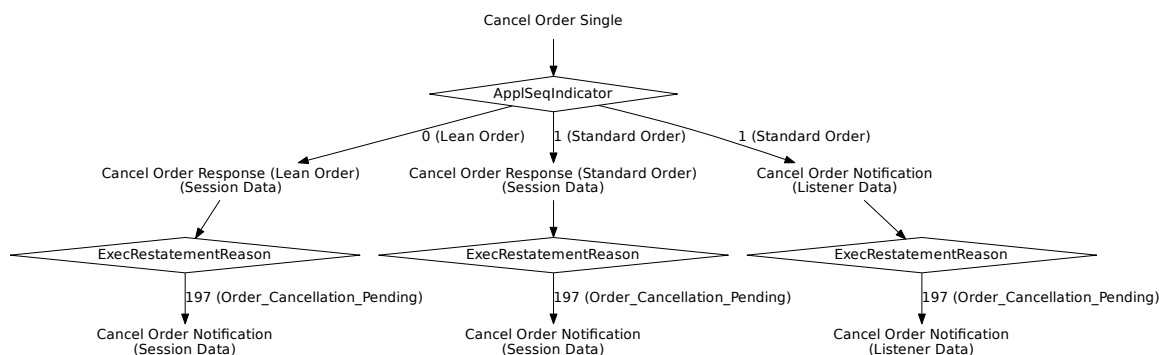 Cancel Order Single
ApplSeqIndicator
0 (Lean Order)
1 (Standard Order)
1 (Standard Order)
Cancel Order Response (Lean Order)
(Session Data)
Cancel Order Response (Standard Order)
(Session Data)
Cancel Order Notification
(Listener Data)
ExecRestatementReason
ExecRestatementReason
ExecRestatementReason
197 (Order_Cancellation_Pending)
197 (Order_Cancellation_Pending)
197 (Order_Cancellation_Pending)
Cancel Order Notification
(Session Data)
Cancel Order Notification
(Session Data)
Cancel Order Notification
(Listener Data)